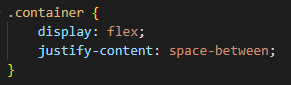 .container {
    display: flex;
    justify-content: space-between;
}